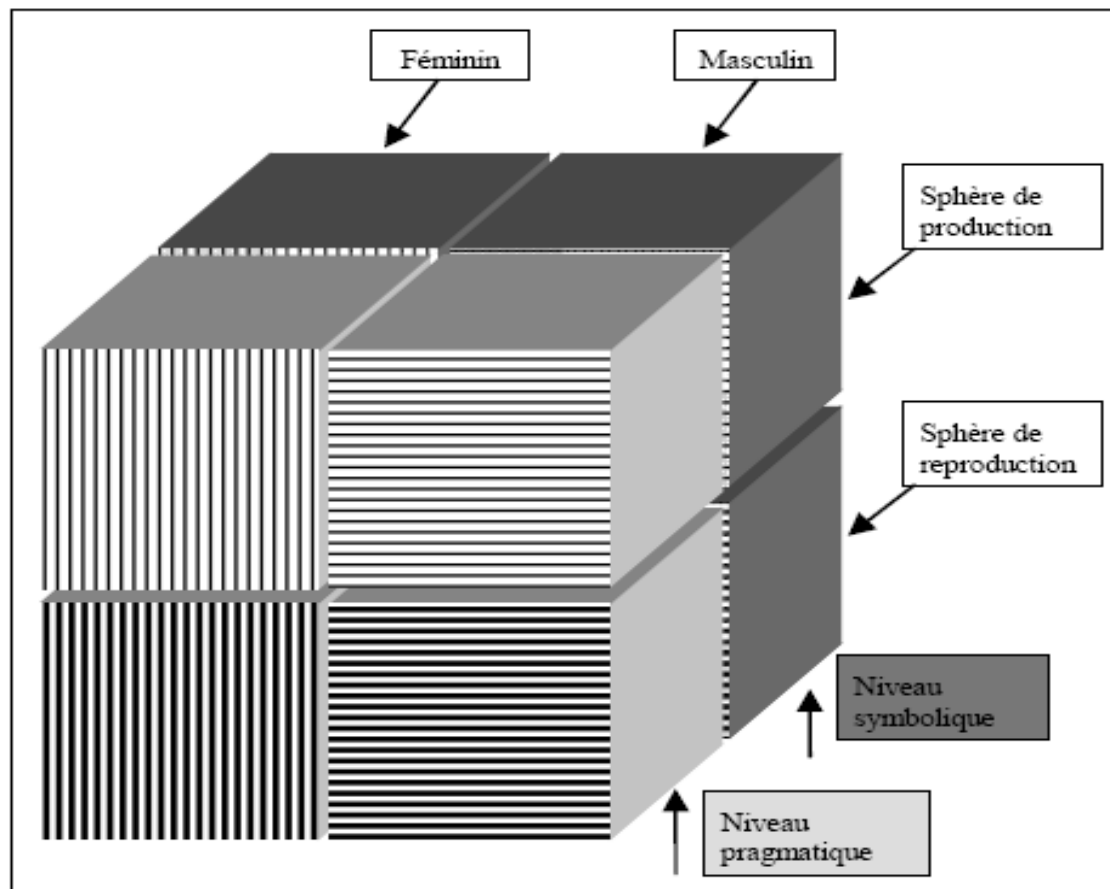 Féminin
Masculin
Sphère de
production
Sphère de
reproduction
Niveau
symbolique
Niveau
pragmatique